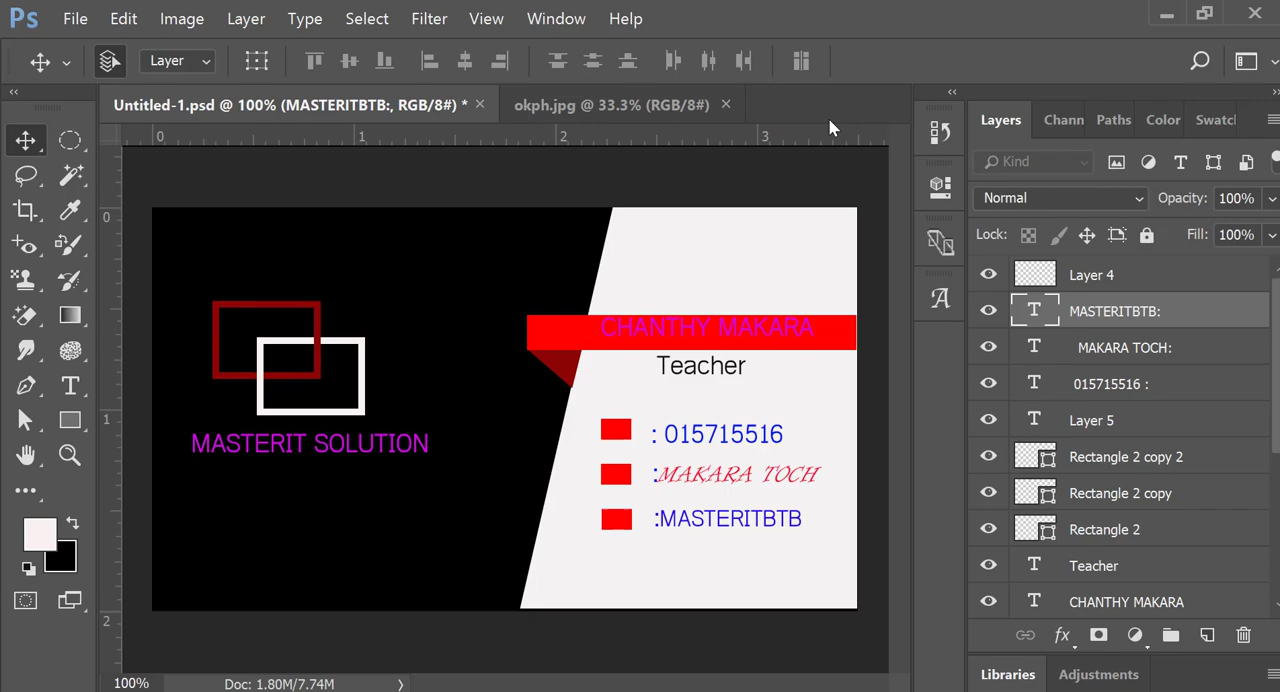 Ps File Edit Image Layer Type Select Filter View Window Help
Layer
Untitled-1.psd @ 100% (MASTERITBTB:, RGB/8#) * × okph.jpg @ 33.3% (RGB/8#) ×
0 1 2 3
0
1
2
CHANTHY MAKARA
Teacher
: 015715516
:MAKARA TOCH
:MASTERITBTB
MASTERIT SOLUTION
100% Doc: 1.80M/7.74M
Layers Chann Paths Color Swatc
Kind
Normal Opacity: 100%
Lock: Fill: 100%
Layer 4
MASTERITBTB:
MAKARA TOCH:
015715516 :
Layer 5
Rectangle 2 copy 2
Rectangle 2 copy
Rectangle 2
Teacher
CHANTHY MAKARA
fx
Libraries Adjustments